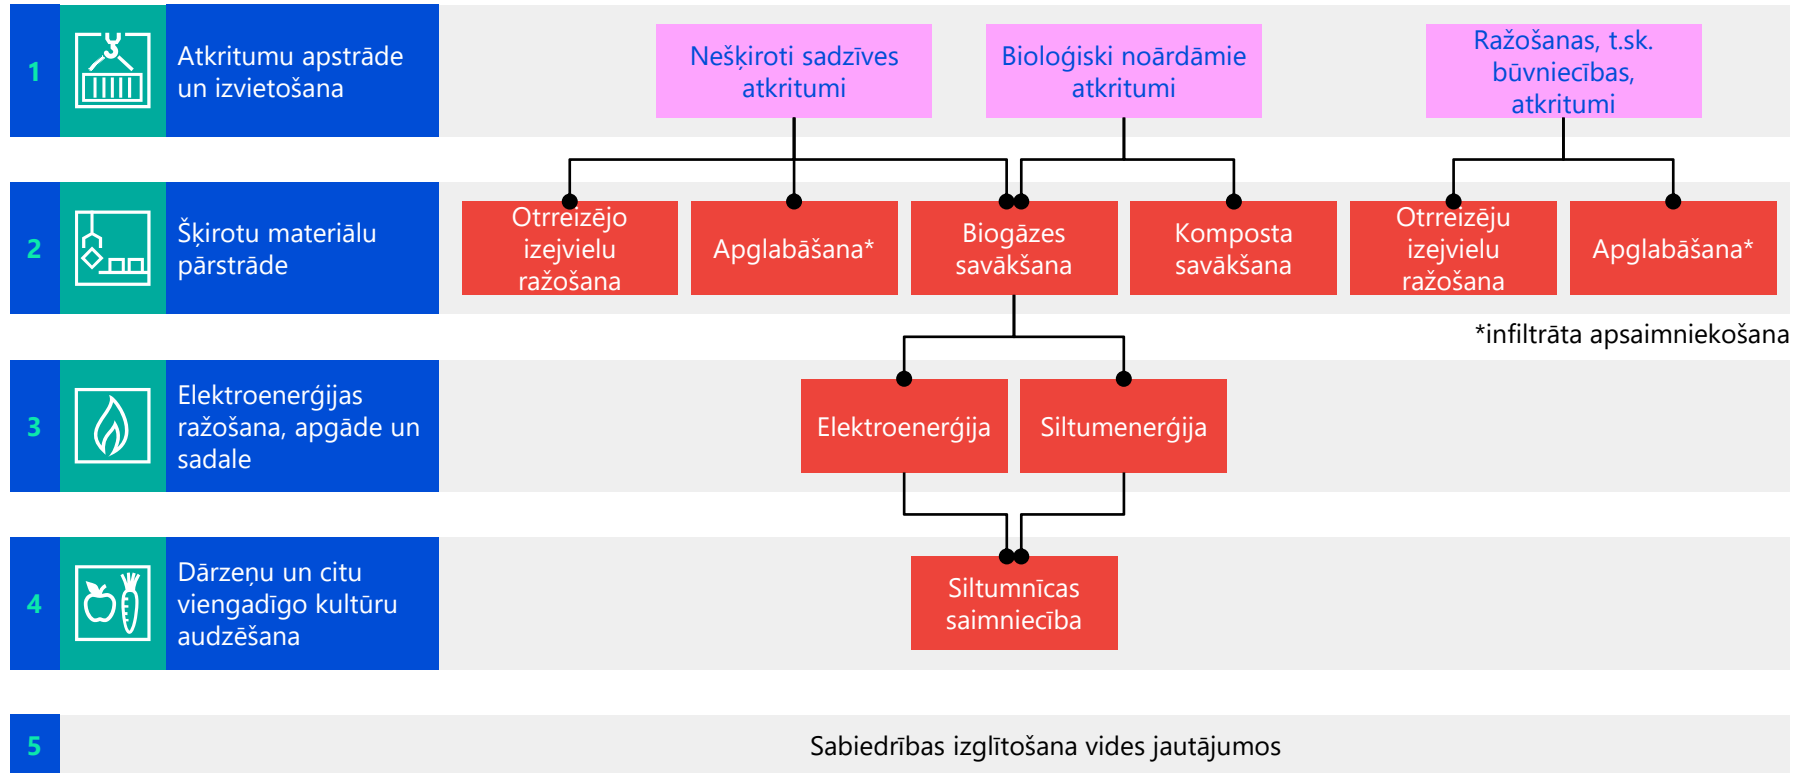 1
Atkritumu apstrāde
un izvietošana
Nešķiroti sadzīves
atkritumi
Bioloģiski noārdāmie
atkritumi
Ražošanas, t.sk.
būvniecības,
atkritumi
2
Šķirotu materiālu
pārstrāde
Otrreizējo
izejvielu
ražošana
Apglabāšana*
Biogāzes
savākšana
Komposta
savākšana
Otrreizēju
izejvielu
ražošana
Apglabāšana*
*infiltrāta apsaimniekošana
3
Elektroenerģijas
ražošana, apgāde un
sadale
Elektroenerģija
Siltumenerģija
4
Dārzeņu un citu
viengadīgo kultūru
audzēšana
Siltumnīcas
saimniecība
5
Sabiedrības izglītošana vides jautājumos